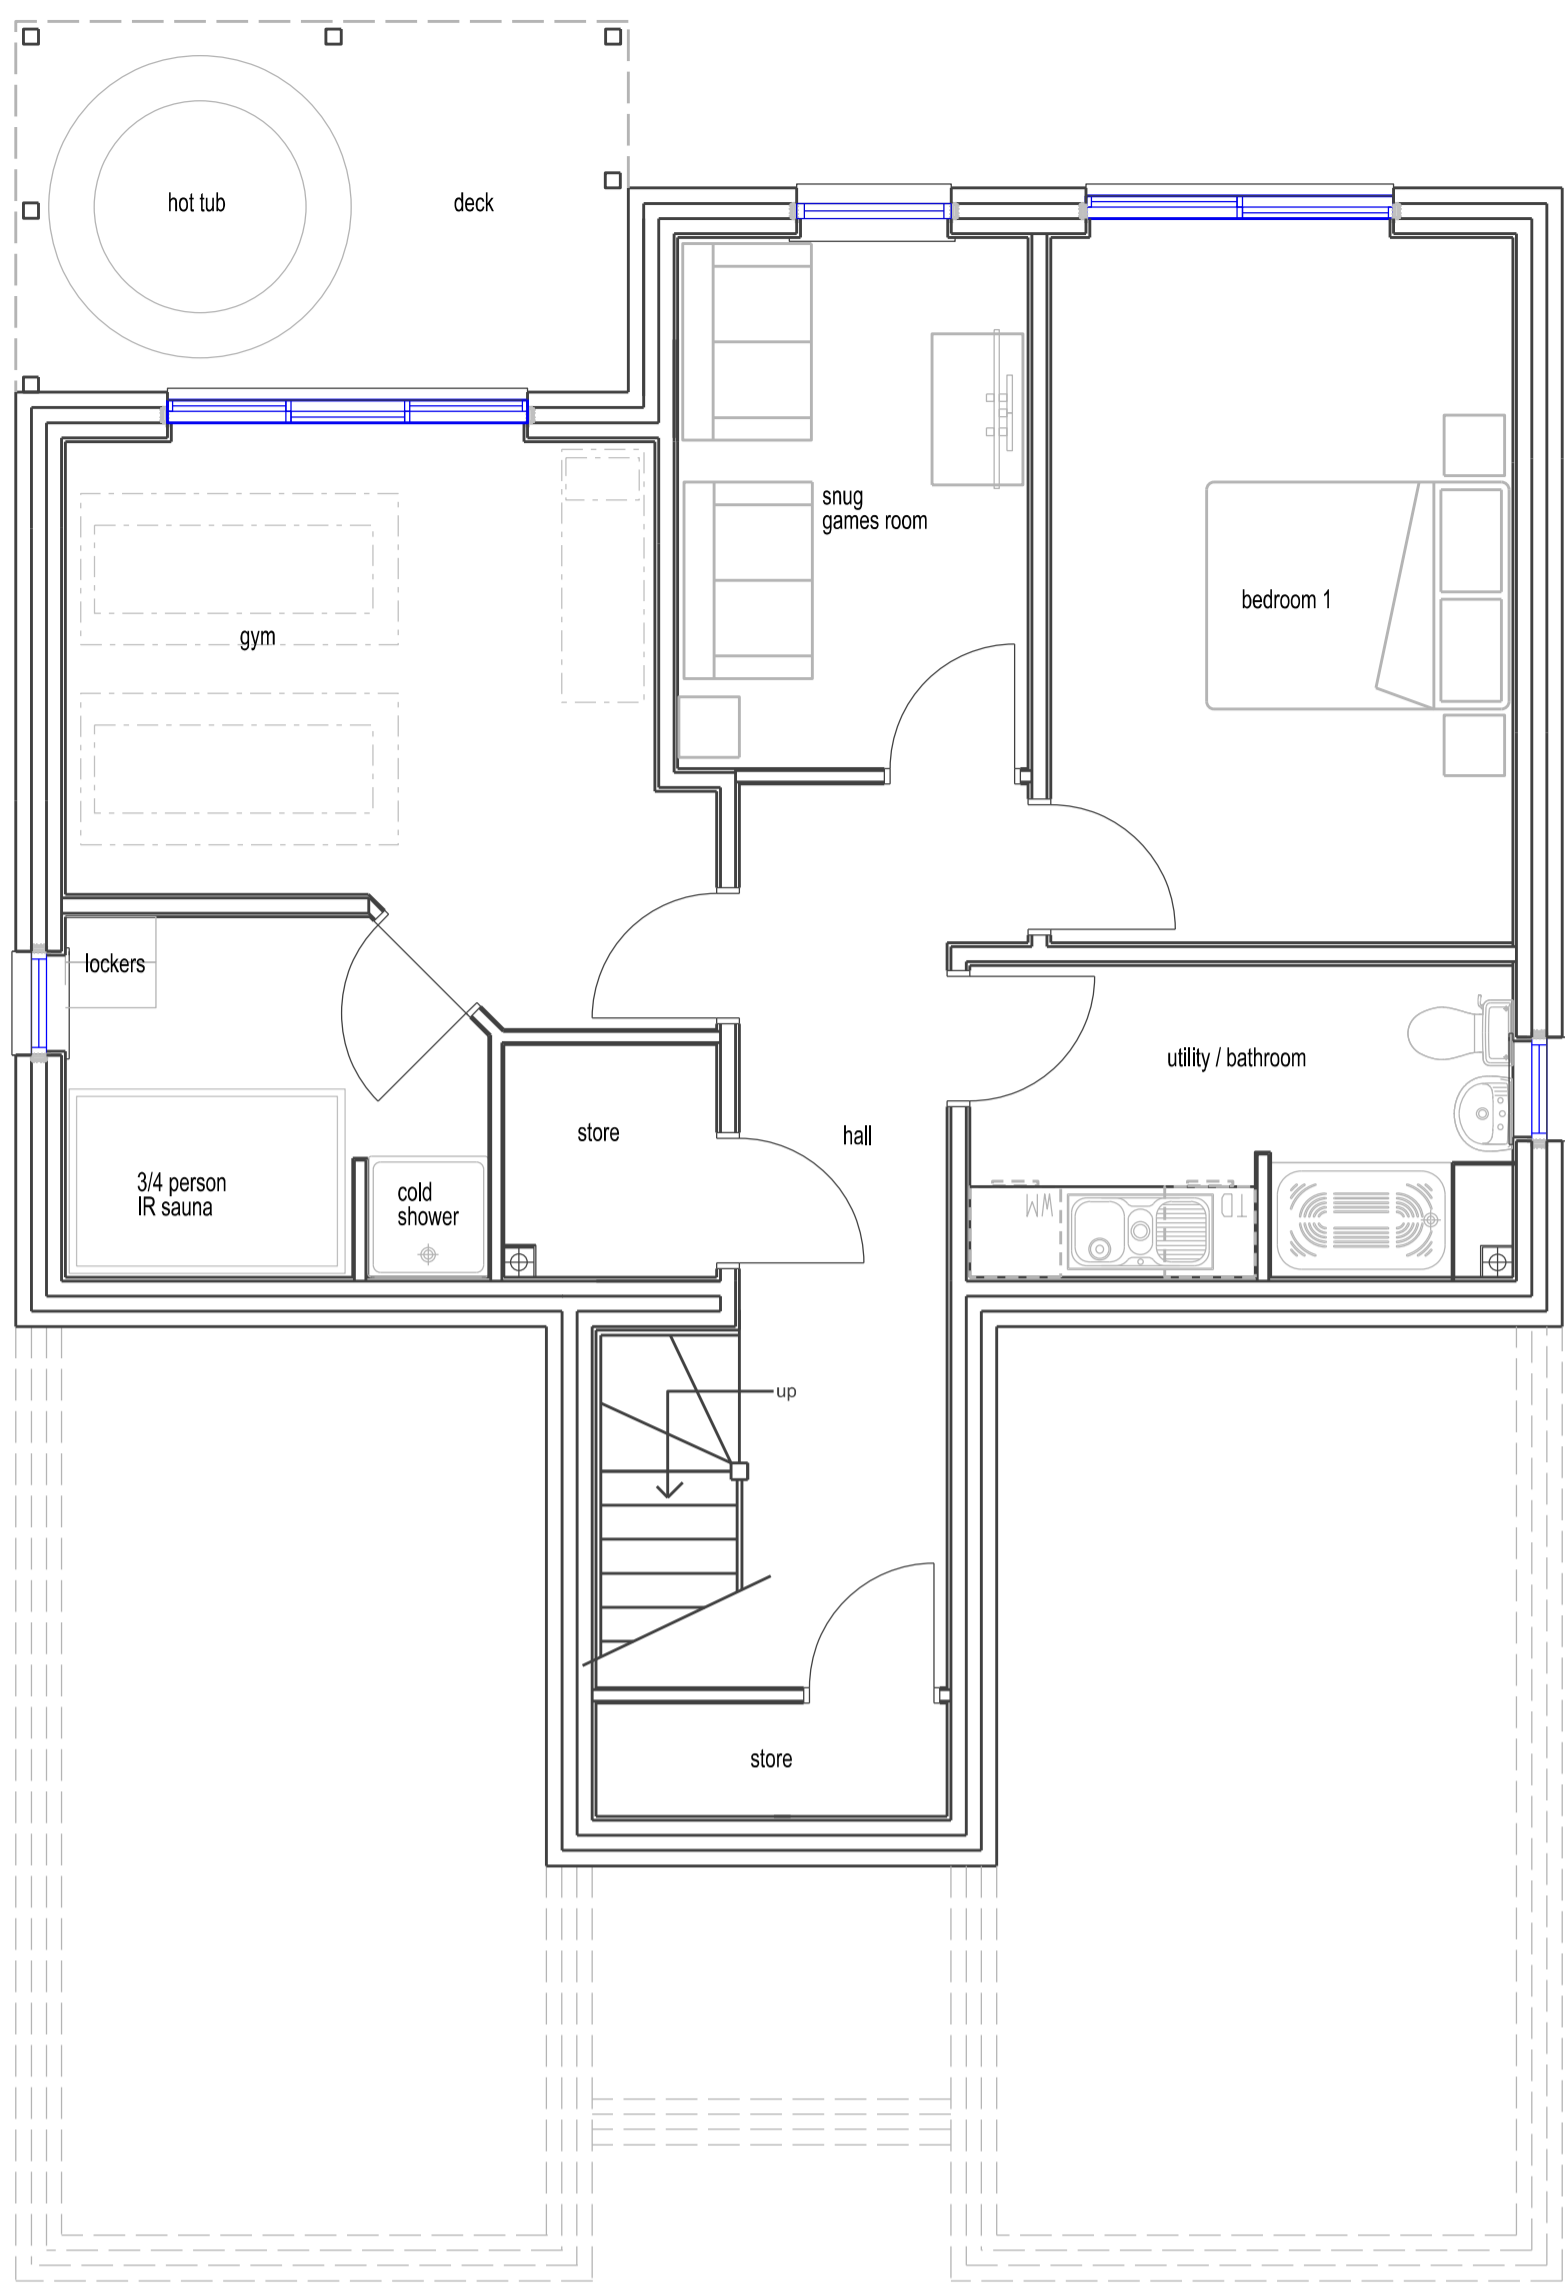 hot tub
deck
snug
games room
bedroom 1
gym
lockers
utility / bathroom
store
hall
3/4 person
IR sauna
cold
shower
WM
TD
up
store